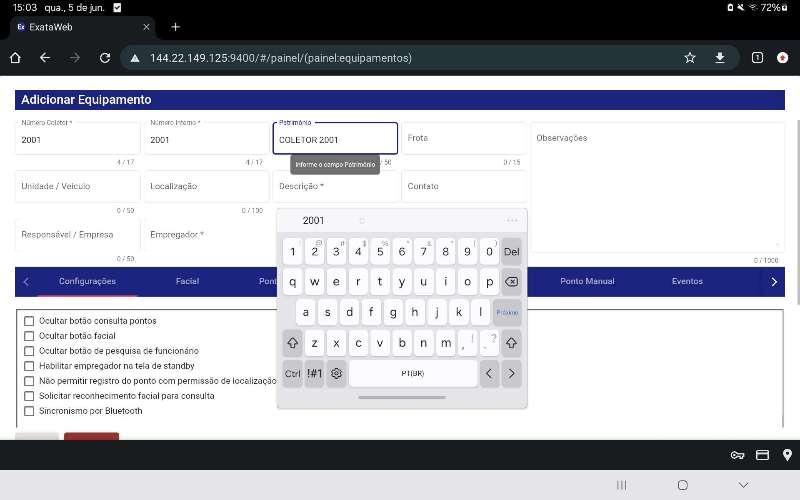 15:03 qua., 5 de jun. 72%
Ex ExataWeb
144.22.149.125:9400/#/painel/(painel:equipamentos) 1
Adicionar Equipamento
Número Coletor *
2001
4 / 17
Número Interno *
2001
4 / 17
Patrimônio
COLETOR 2001
/ 50
Informe o campo Patrimônio
Frota
0 / 15
Observações
0 / 1000
Unidade / Veículo
0 / 50
Localização
0 / 100
Descrição *
Contato
Responsável / Empresa
0 / 50
Empregador *
Configurações Facial Pont Ponto Manual Eventos
Ocultar botão consulta pontos
Ocultar botão facial
Ocultar botão de pesquisa de funcionário
Habilitar empregador na tela de standby
Não permitir registro do ponto com permissão de localização
Solicitar reconhecimento facial para consulta
Sincronismo por Bluetooth
2001 ...
1 2 3 4 5 6 7 8 9 0 Del
q w e r t y u i o p
a s d f g h j k l Próximo
z x c v b n m , ! . ?
Ctrl !#1 PT(BR) < >